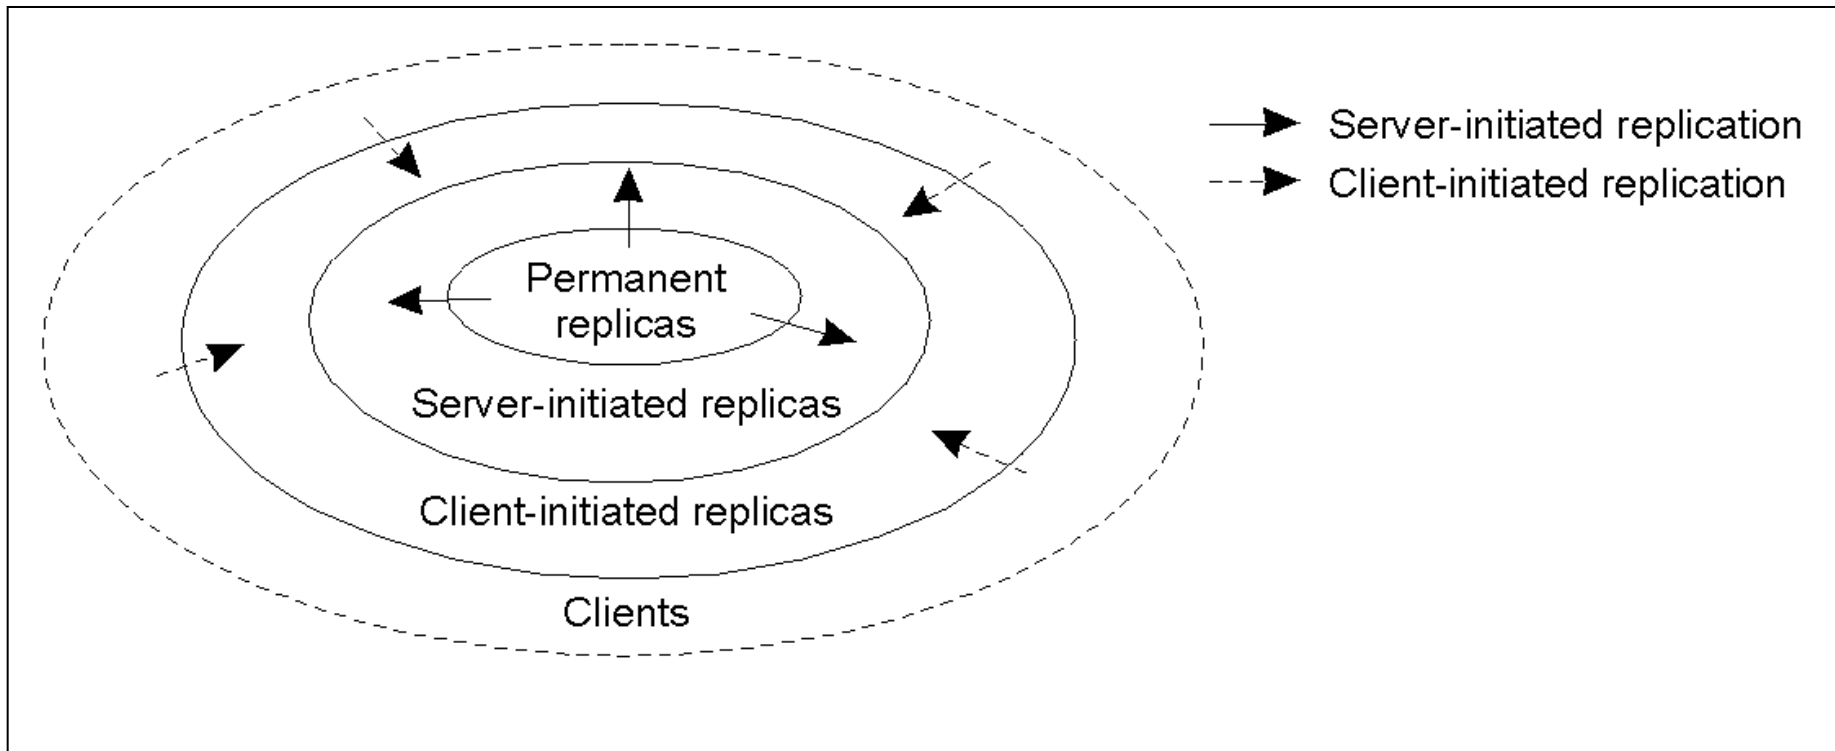 Server-initiated replication
Client-initiated replication
Permanent
replicas
Server-initiated replicas
Client-initiated replicas
Clients